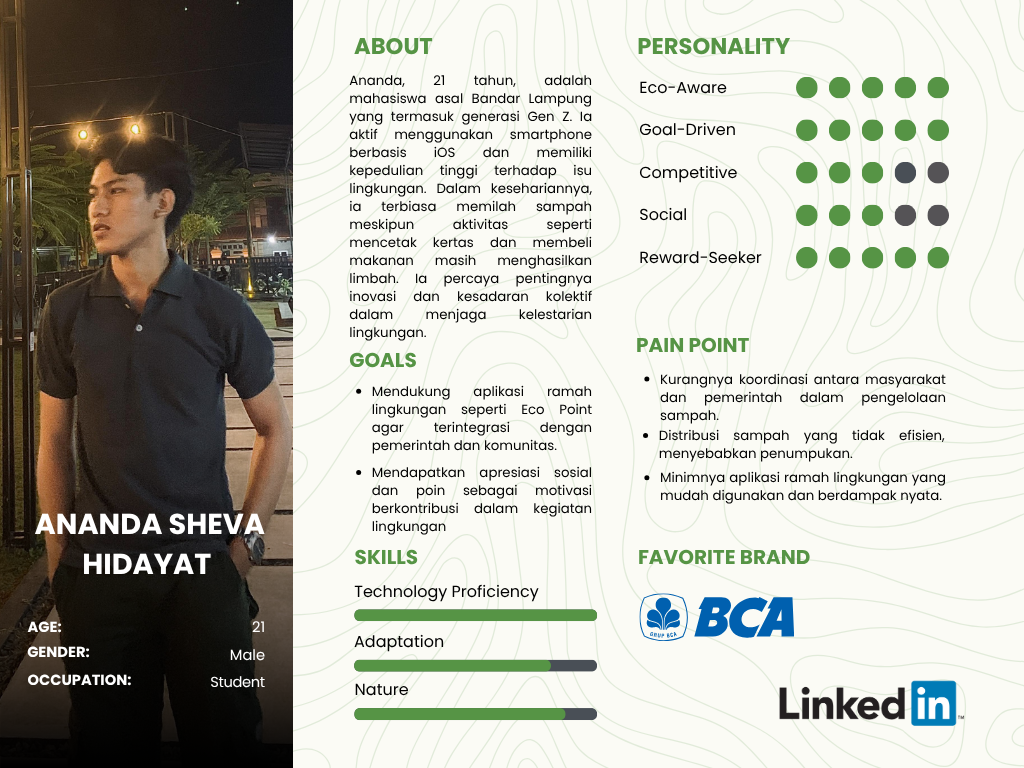 ANANDA SHEVA
HIDAYAT
AGE: 21
GENDER: Male
OCCUPATION: Student
ABOUT
Ananda, 21 tahun, adalah
mahasiswa asal Bandar Lampung
yang termasuk generasi Gen Z. Ia
aktif menggunakan smartphone
berbasis iOS dan memiliki
kepedulian tinggi terhadap isu
lingkungan. Dalam kesehariannya,
ia terbiasa memilah sampah
meskipun aktivitas seperti
mencetak kertas dan membeli
makanan masih menghasilkan
limbah. Ia percaya pentingnya
inovasi dan kesadaran kolektif
dalam menjaga kelestarian
lingkungan.
GOALS
• Mendukung aplikasi ramah
lingkungan seperti Eco Point
agar terintegrasi dengan
pemerintah dan komunitas.
• Mendapatkan apresiasi sosial
dan poin sebagai motivasi
berkontribusi dalam kegiatan
lingkungan
SKILLS
Technology Proficiency
Adaptation
Nature
PERSONALITY
Eco-Aware
Goal-Driven
Competitive
Social
Reward-Seeker
PAIN POINT
• Kurangnya koordinasi antara masyarakat
dan pemerintah dalam pengelolaan
sampah.
• Distribusi sampah yang tidak efisien,
menyebabkan penumpukan.
• Minimnya aplikasi ramah lingkungan yang
mudah digunakan dan berdampak nyata.
FAVORITE BRAND
GRUP BCA
BCA
Linked in™